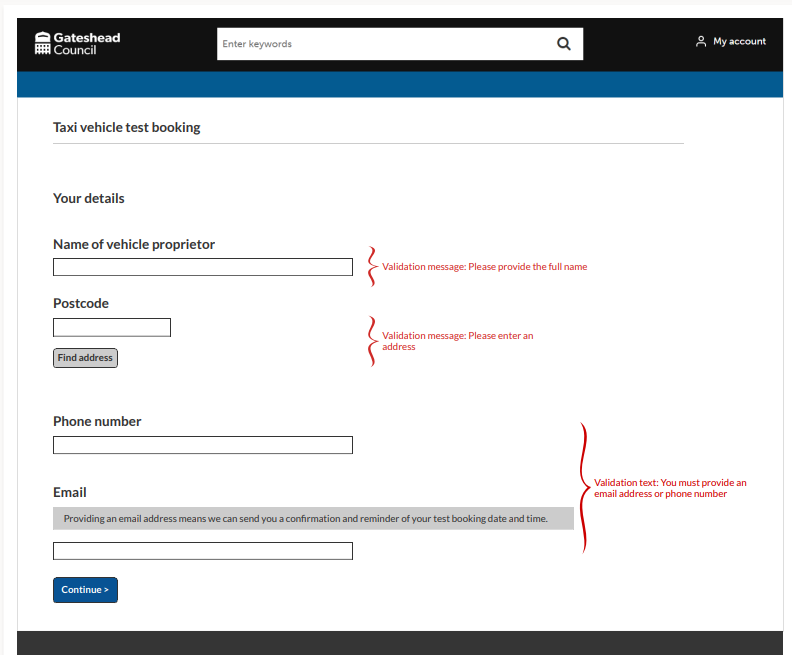 Gateshead
Council
Enter keywords
My account
Taxi vehicle test booking
Your details
Name of vehicle proprietor
Validation message: Please provide the full name
Postcode
Validation message: Please enter an
address
Find address
Phone number
Validation text: You must provide an
email address or phone number
Email
Providing an email address means we can send you a confirmation and reminder of your test booking date and time.
Continue >